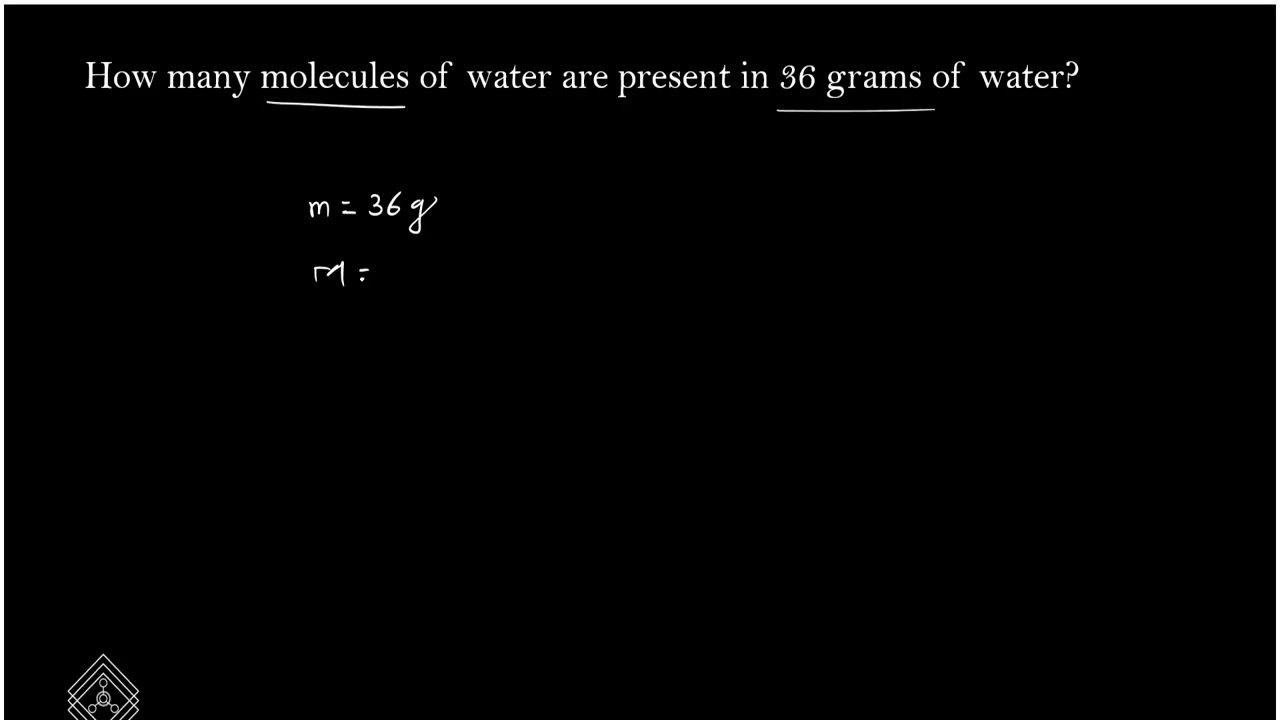 How many molecules of water are present in 36 grams of water?
m = 36 g
M =